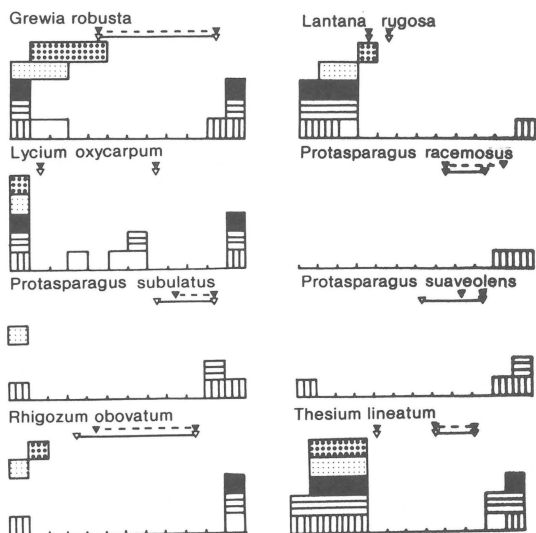 Grewia robusta
Lantana rugosa
Lycium oxycarpum
Protasparagus racemosus
Protasparagus subulatus
Protasparagus suaveolens
Rhigozum obovatum
Thesium lineatum